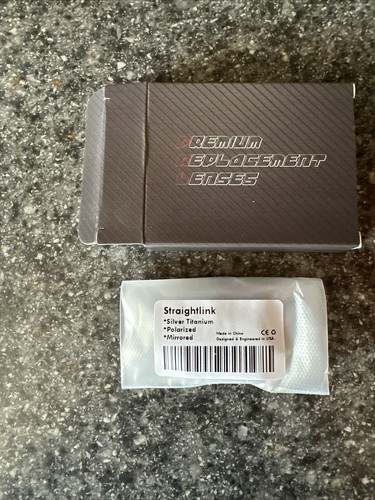 PREMIUM
REPLACEMENT
LENSES
Straightlink
*Silver Titanium
*Polarized
*Mirrored
Made in China
CE
Designed & Engineered in USA